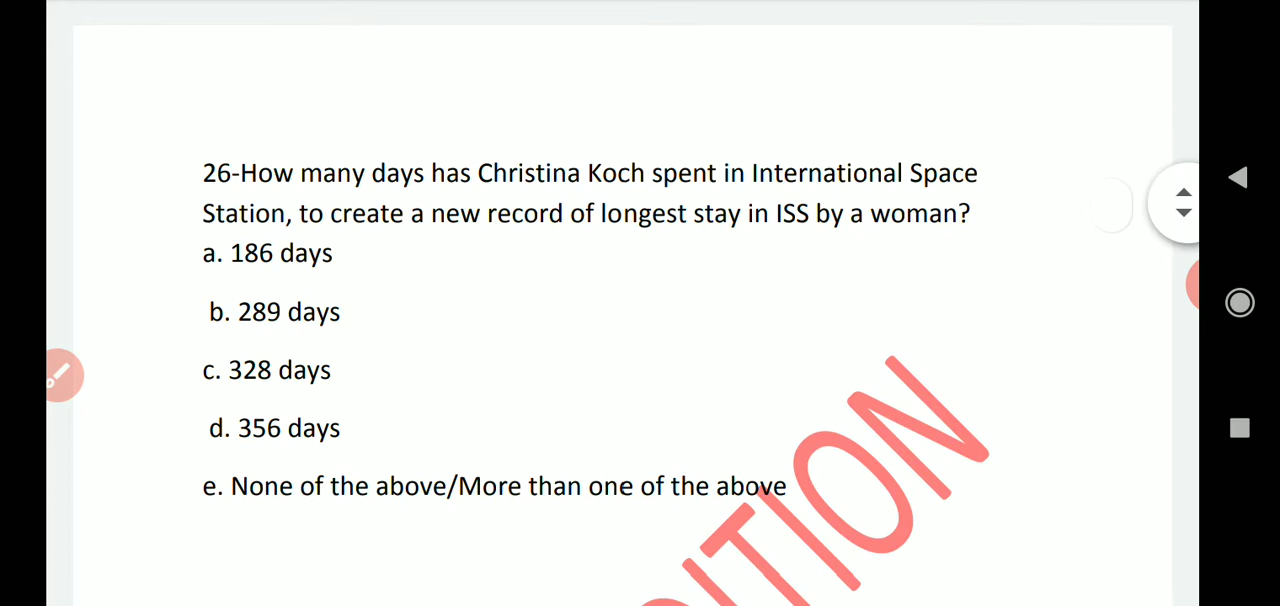 26-How many days has Christina Koch spent in International Space
Station, to create a new record of longest stay in ISS by a woman?
a. 186 days
b. 289 days
c. 328 days
d. 356 days
e. None of the above/More than one of the above
ITION